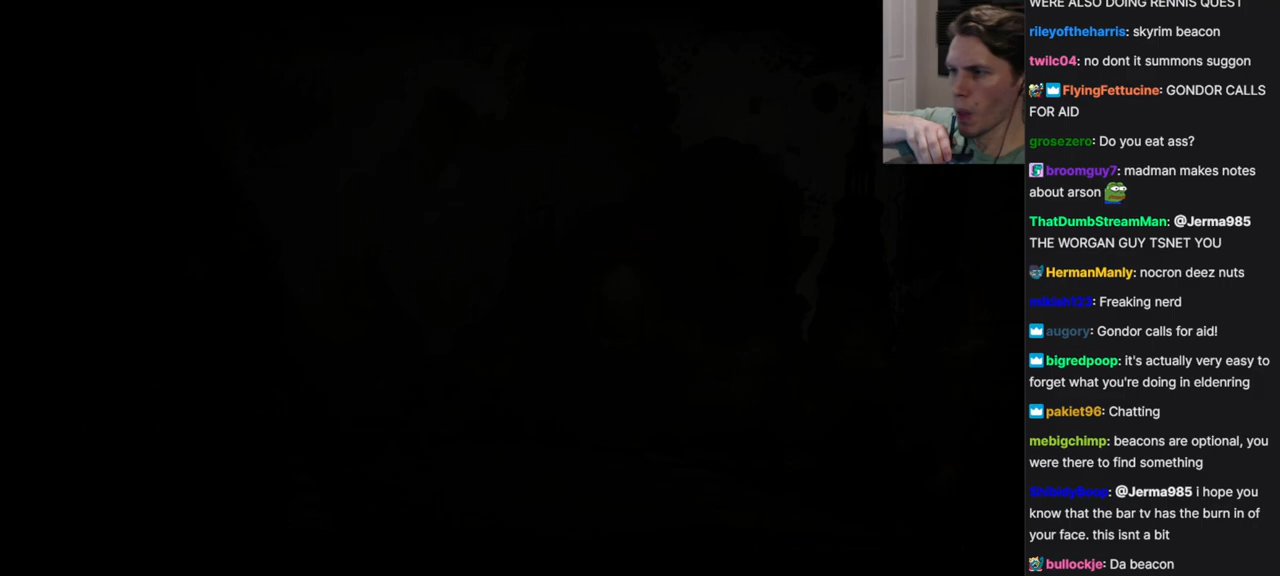 WERE ALSO DOING RENNIS QUEST
rileyoftheharris: skyrim beacon
twilc04: no dont it summons suggon
FlyingFettucine: GONDOR CALLS
FOR AID
grosezero: Do you eat ass?
broomguy7: madman makes notes
about arson
ThatDumbStreamMan: @Jerma985
THE WORGAN GUY TSNET YOU
HermanManly: nocron deez nuts
mikish123: Freaking nerd
augory: Gondor calls for aid!
bigredpoop: it's actually very easy to
forget what you're doing in eldenring
pakiet96: Chatting
mebigchimp: beacons are optional, you
were there to find something
: @Jerma985 i hope you
know that the bar tv has the burn in of
your face. this isnt a bit
bullockje: Da beacon